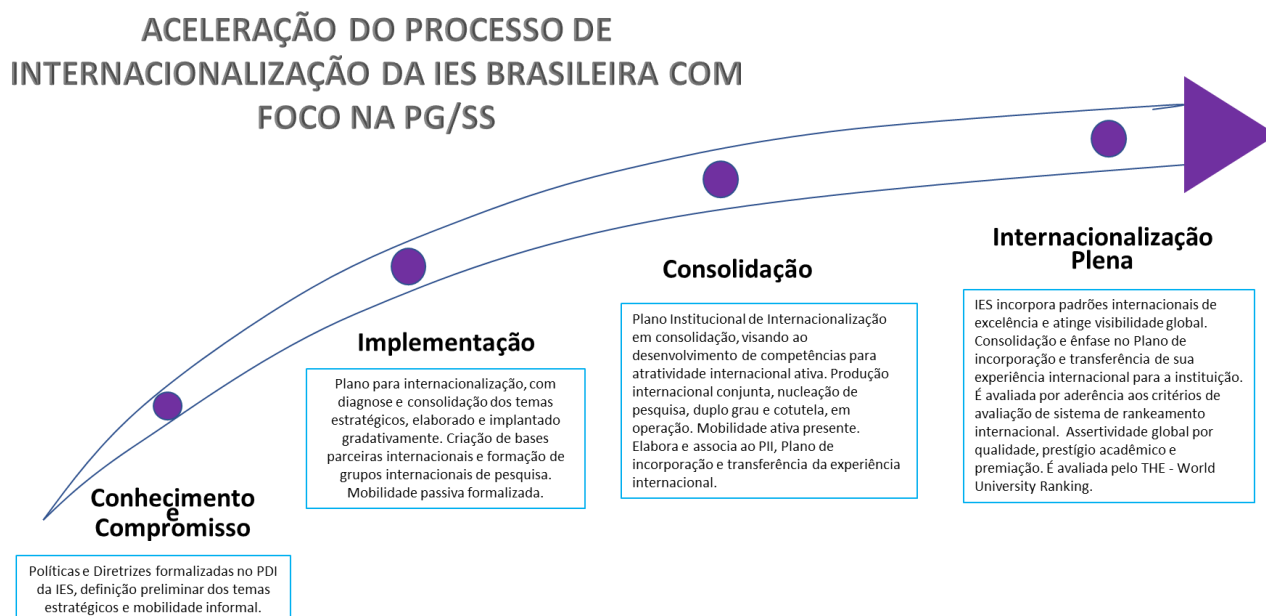 ACELERAÇÃO DO PROCESSO DE
INTERNACIONALIZAÇÃO DA IES BRASILEIRA COM
FOCO NA PG/SS
Conhecimento
e
Compromisso
Políticas e Diretrizes formalizadas no PDI
da IES, definição preliminar dos temas
estratégicos e mobilidade informal.
Implementação
Plano para internacionalização, com
diagnose e consolidação dos temas
estratégicos, elaborado e implantado
gradativamente. Criação de bases
parceiras internacionais e formação de
grupos internacionais de pesquisa.
Mobilidade passiva formalizada.
Consolidação
Plano Institucional de Internacionalização
em consolidação, visando ao
desenvolvimento de competências para
atratividade internacional ativa. Produção
internacional conjunta, nucleação de
pesquisa, duplo grau e cotutela, em
operação. Mobilidade ativa presente.
Elabora e associa ao PII, Plano de
incorporação e transferência da experiência
internacional.
Internacionalização
Plena
IES incorpora padrões internacionais de
excelência e atinge visibilidade global.
Consolidação e ênfase no Plano de
incorporação e transferência de sua
experiência internacional para a instituição.
É avaliada por aderência aos critérios de
avaliação de sistema de rankeamento
internacional. Assertividade global por
qualidade, prestígio acadêmico e
premiação. É avaliada pelo THE - World
University Ranking.